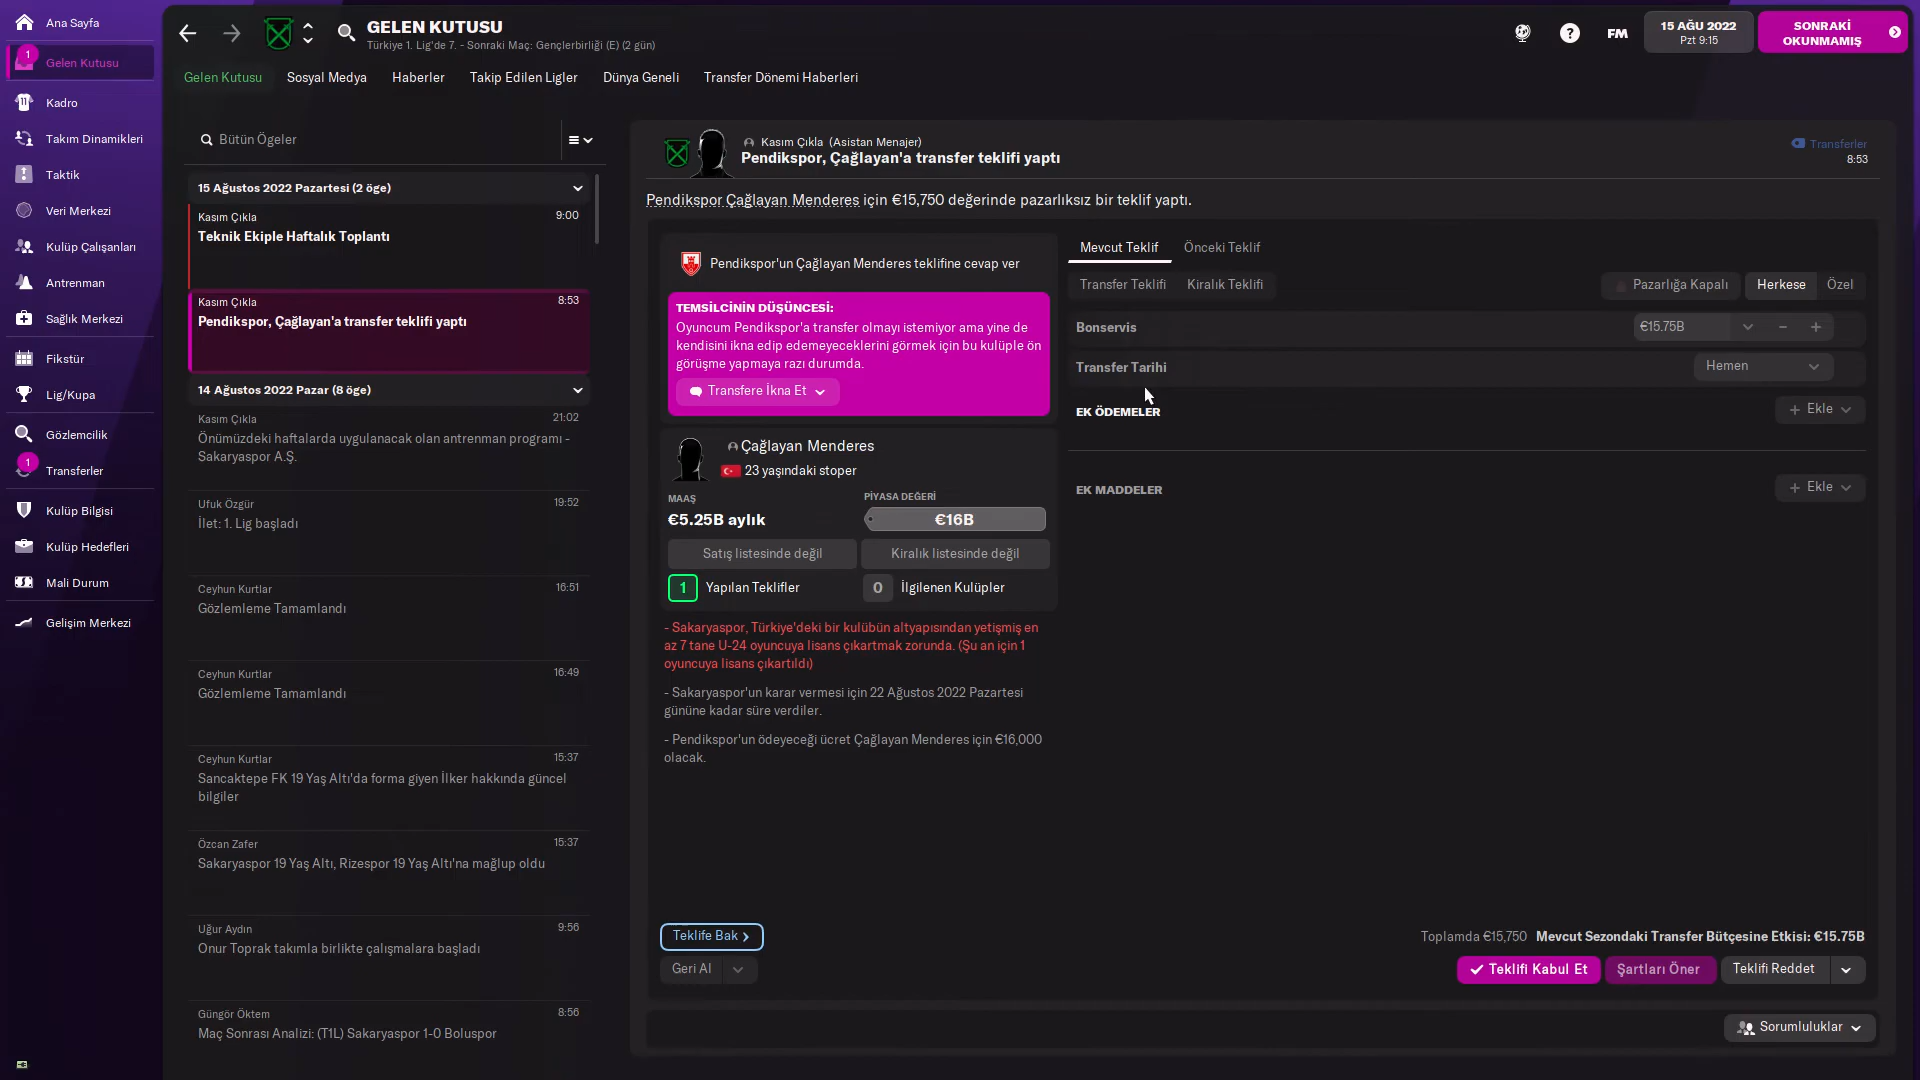 Ana Sayfa
1
Gelen Kutusu
Kadro
Takım Dinamikleri
Taktik
Veri Merkezi
Kulüp Çalışanları
Antrenman
Sağlık Merkezi
Fikstür
Lig/Kupa
Gözlemcilik
1
Transferler
Kulüp Bilgisi
Kulüp Hedefleri
Mali Durum
Gelişim Merkezi
GELEN KUTUSU
Türkiye 1. Lig'de 7. - Sonraki Maç: Gençlerbirliği (E) (2 gün)
FM
15 AĞU 2022
Pzt 9:15
SONRAKİ
OKUNMAMIŞ
Gelen Kutusu Sosyal Medya Haberler Takip Edilen Ligler Dünya Geneli Transfer Dönemi Haberleri
Bütün Ögeler
15 Ağustos 2022 Pazartesi (2 öge)
Kasım Çıkla 9:00
Teknik Ekiple Haftalık Toplantı
Kasım Çıkla 8:53
Pendikspor, Çağlayan'a transfer teklifi yaptı
14 Ağustos 2022 Pazar (8 öge)
Kasım Çıkla 21:02
Önümüzdeki haftalarda uygulanacak olan antrenman programı -
Sakaryaspor A.Ş.
Ufuk Özgür 19:52
İlet: 1. Lig başladı
Ceyhun Kurtlar 16:51
Gözlemleme Tamamlandı
Ceyhun Kurtlar 16:49
Gözlemleme Tamamlandı
Ceyhun Kurtlar 15:37
Sancaktepe FK 19 Yaş Altı'da forma giyen İlker hakkında güncel
bilgiler
Özcan Zafer 15:37
Sakaryaspor 19 Yaş Altı, Rizespor 19 Yaş Altı'na mağlup oldu
Uğur Aydın 9:56
Onur Toprak takımla birlikte çalışmalara başladı
Güngör Öktem 8:56
Maç Sonrası Analizi: (T1L) Sakaryaspor 1-0 Boluspor
Kasım Çıkla (Asistan Menajer)
Pendikspor, Çağlayan'a transfer teklifi yaptı
Transferler
8:53
Pendikspor Çağlayan Menderes için €15,750 değerinde pazarlıksız bir teklif yaptı.
Pendikspor'un Çağlayan Menderes teklifine cevap ver
TEMSİLCİNİN DÜŞÜNCESİ:
Oyuncum Pendikspor'a transfer olmayı istemiyor ama yine de
kendisini ikna edip edemeyeceklerini görmek için bu kulüple ön
görüşme yapmaya razı durumda.
Transfere İkna Et
Çağlayan Menderes
23 yaşındaki stoper
MAAŞ PİYASA DEĞERİ
€5.25B aylık €16B
Satış listesinde değil Kiralık listesinde değil
1 Yapılan Teklifler 0 İlgilenen Kulüpler
- Sakaryaspor, Türkiye'deki bir kulübün altyapısından yetişmiş en
az 7 tane U-24 oyuncuya lisans çıkartmak zorunda. (Şu an için 1
oyuncuya lisans çıkartıldı)
- Sakaryaspor'un karar vermesi için 22 Ağustos 2022 Pazartesi
gününe kadar süre verdiler.
- Pendikspor'un ödeyeceği ücret Çağlayan Menderes için €16,000
olacak.
Mevcut Teklif Önceki Teklif
Transfer Teklifi Kiralık Teklifi Pazarlığa Kapalı Herkese Özel
Bonservis €15.75B
Transfer Tarihi Hemen
EK ÖDEMELER Ekle
EK MADDELER Ekle
Teklife Bak
Toplamda €15,750 Mevcut Sezondaki Transfer Bütçesine Etkisi: €15.75B
Geri Al
Teklifi Kabul Et Şartları Öner Teklifi Reddet
Sorumluluklar